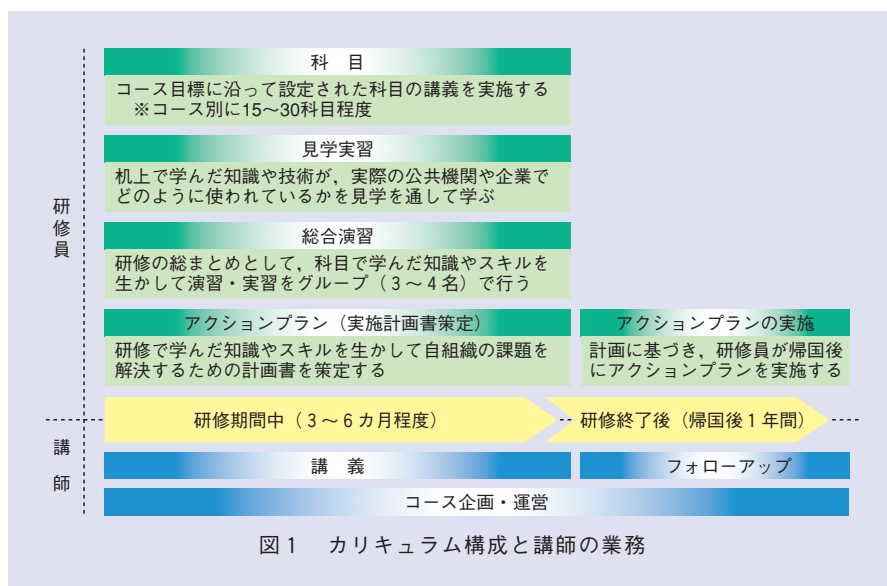 科　目
コース目標に沿って設定された科目の講義を実施する
※コース別に15～30科目程度
見学実習
机上で学んだ知識や技術が，実際の公共機関や企業で
どのように使われているかを見学を通して学ぶ
研修員
総合演習
研修の総まとめとして，科目で学んだ知識やスキルを
生かして演習・実習をグループ（３～４名）で行う
アクションプラン（実施計画書策定）
研修で学んだ知識やスキルを生かして自組織の課題を
解決するための計画書を策定する
アクションプランの実施
計画に基づき，研修員が帰国後
にアクションプランを実施する
研修期間中（３～６カ月程度）
研修終了後（帰国後１年間）
講師
講　義
フォローアップ
コース企画・運営
図１　カリキュラム構成と講師の業務